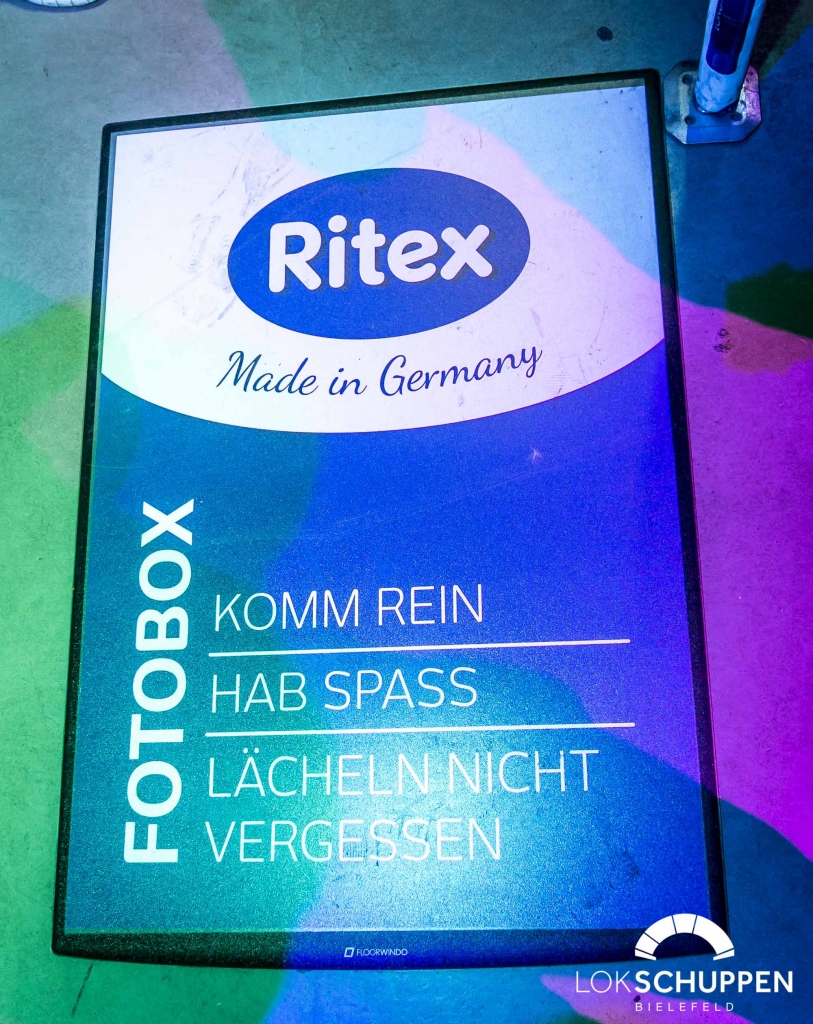 Ritex
Made in Germany
FOTOBOX
KOMM REIN
HAB SPASS
LÄCHELN NICHT
VERGESSEN
FLOORWINDO
LOKSCHUPPEN
BIELEFELD